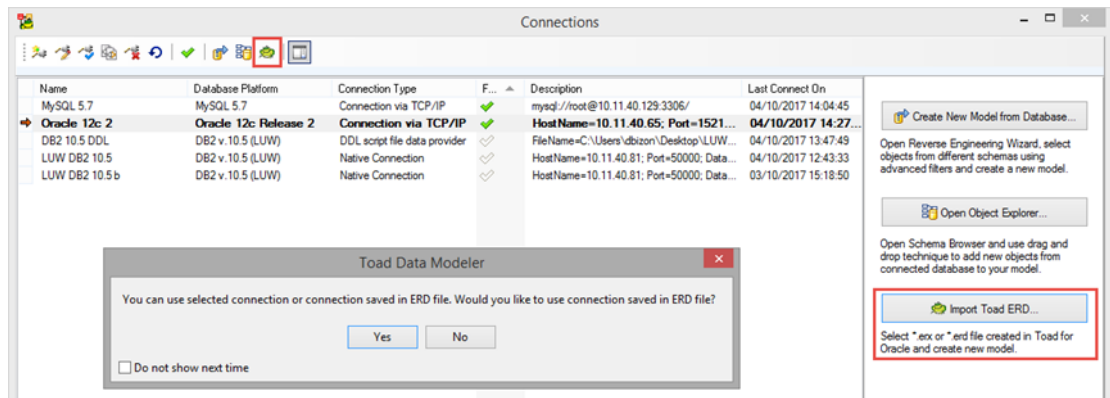 Connections
Name Database Platform Connection Type F... Description Last Connect On
MySQL 5.7 MySQL 5.7 Connection via TCP/IP mysql://root@10.11.40.129:3306/ 04/10/2017 14:04:45
Oracle 12c 2 Oracle 12c Release 2 Connection via TCP/IP HostName=10.11.40.65; Port=1521... 04/10/2017 14:27...
DB2 10.5 DDL DB2 v.10.5 (LUW) DDL script file data provider FileName=C:\Users\dbizon\Desktop\LUW... 04/10/2017 13:47:49
LUW DB2 10.5 DB2 v.10.5 (LUW) Native Connection HostName=10.11.40.81; Port=50000; Data... 04/10/2017 12:43:33
LUW DB2 10.5 b DB2 v.10.5 (LUW) Native Connection HostName=10.11.40.81; Port=50000; Data... 03/10/2017 15:18:50
Create New Model from Database...
Open Reverse Engineering Wizard, select
objects from different schemas using
advanced filters and create a new model.
Open Object Explorer...
Open Schema Browser and use drag and
drop technique to add new objects from
connected database to your model.
Import Toad ERD...
Select *.erx or *.erd file created in Toad for
Oracle and create new model.
Toad Data Modeler
You can use selected connection or connection saved in ERD file. Would you like to use connection saved in ERD file?
Yes No
Do not show next time